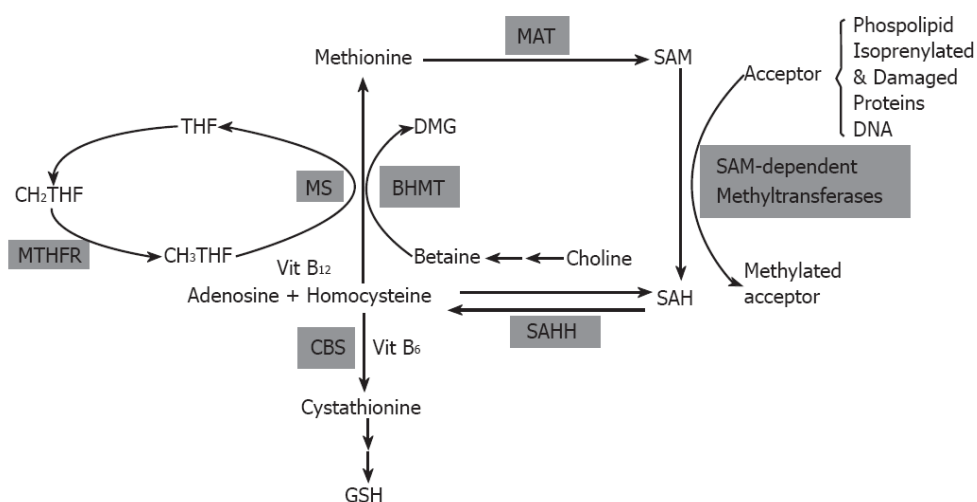 MAT
Methionine
SAM
Acceptor
Phospolipid
Isoprenylated
& Damaged
Proteins
DNA
THF
DMG
CH₂THF
MS
BHMT
SAM-dependent
Methyltransferases
MTHFR
CH₃THF
Betaine
Choline
Vit B₁₂
Adenosine + Homocysteine
SAH
Methylated
acceptor
SAHH
CBS
Vit B₆
Cystathionine
GSH